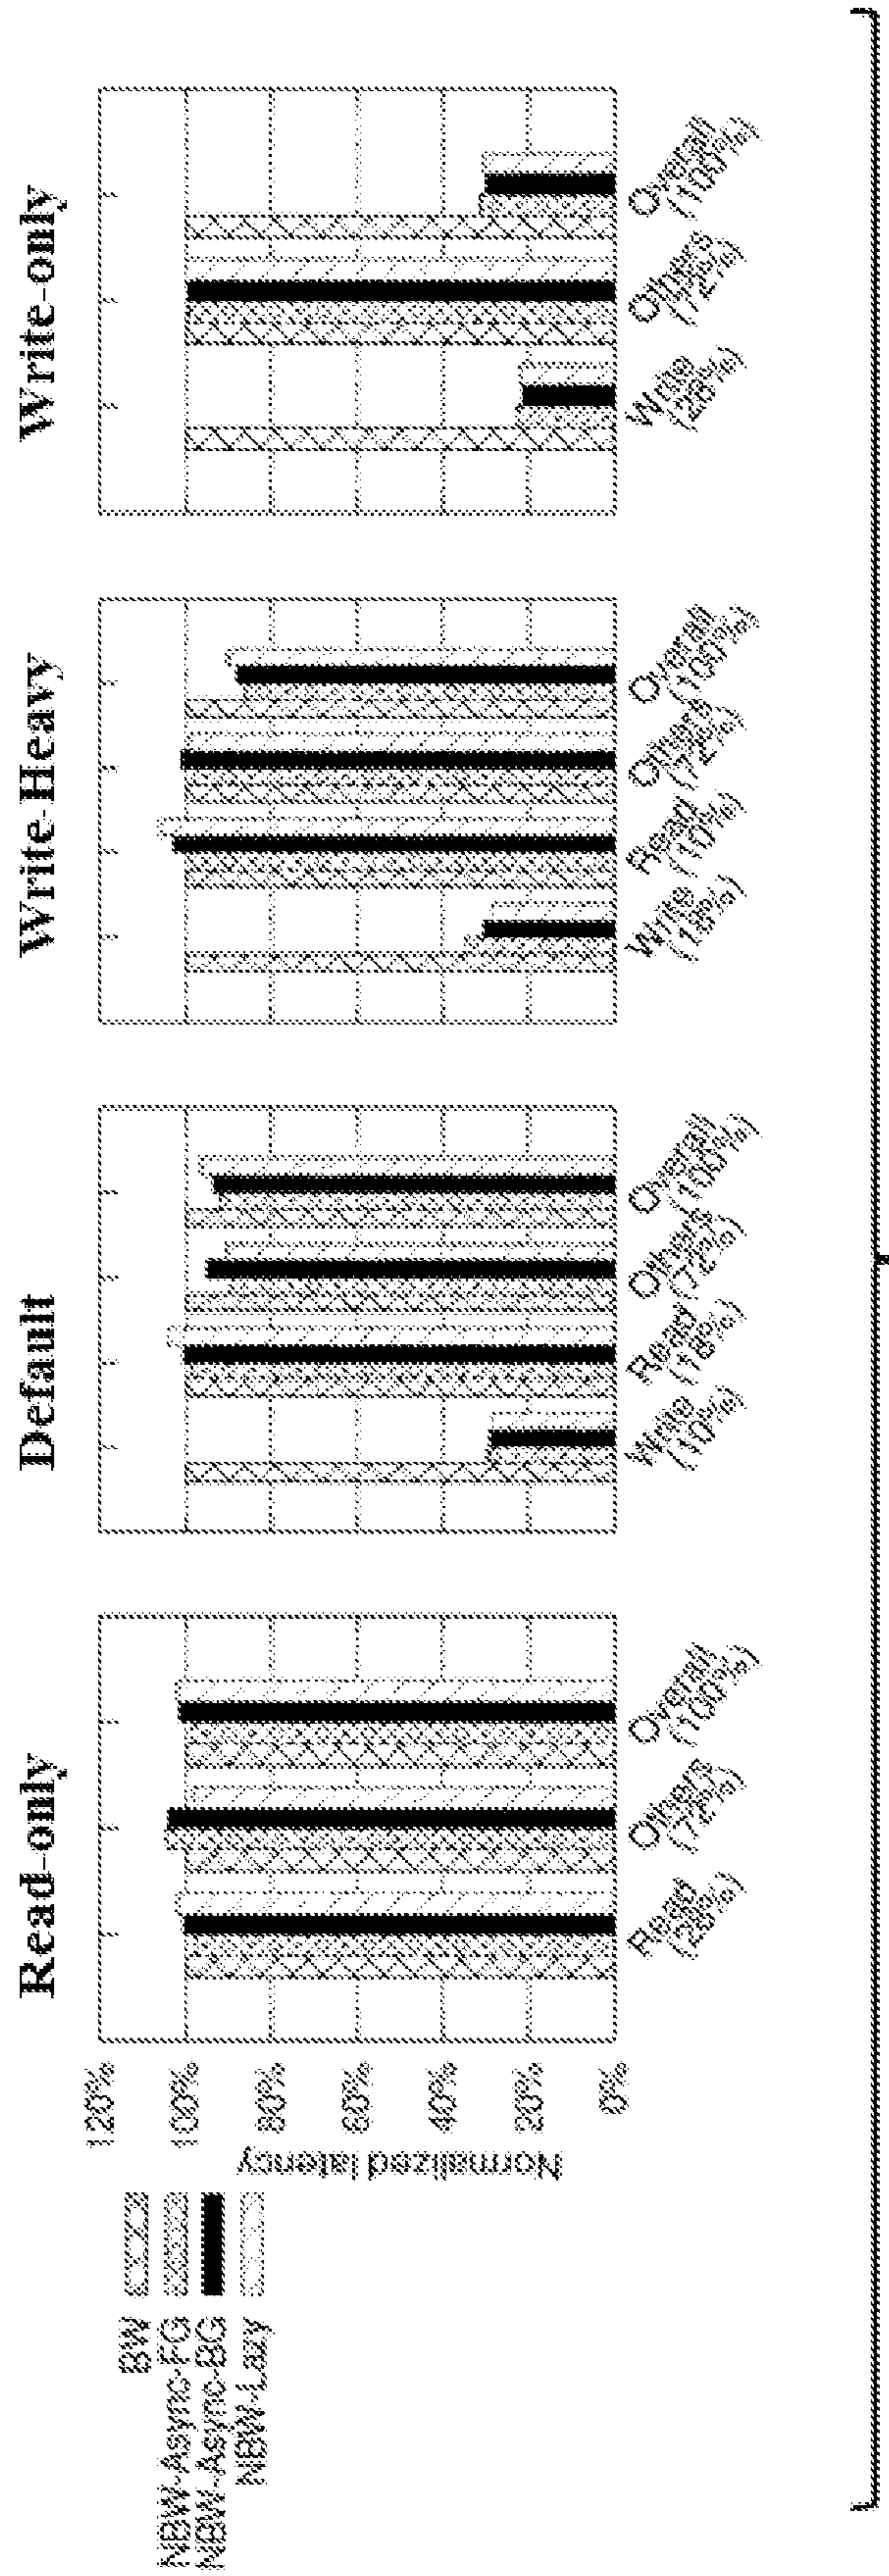 Read-only
Default
Write-Heavy
Write-only
BW
NBW-Async-FG
NBW-Async-BG
NBW-Lazy
Normalized latency
120%
100%
80%
60%
40%
20%
0%
Read
(28%)
Others
(72%)
Overall
(100%)
Write
(10%)
Read
(18%)
Others
(72%)
Overall
(100%)
Write
Read
(10%)
Others
(72%)
Overall
(100%)
Write
(28%)
Others
(72%)
Overall
(100%)